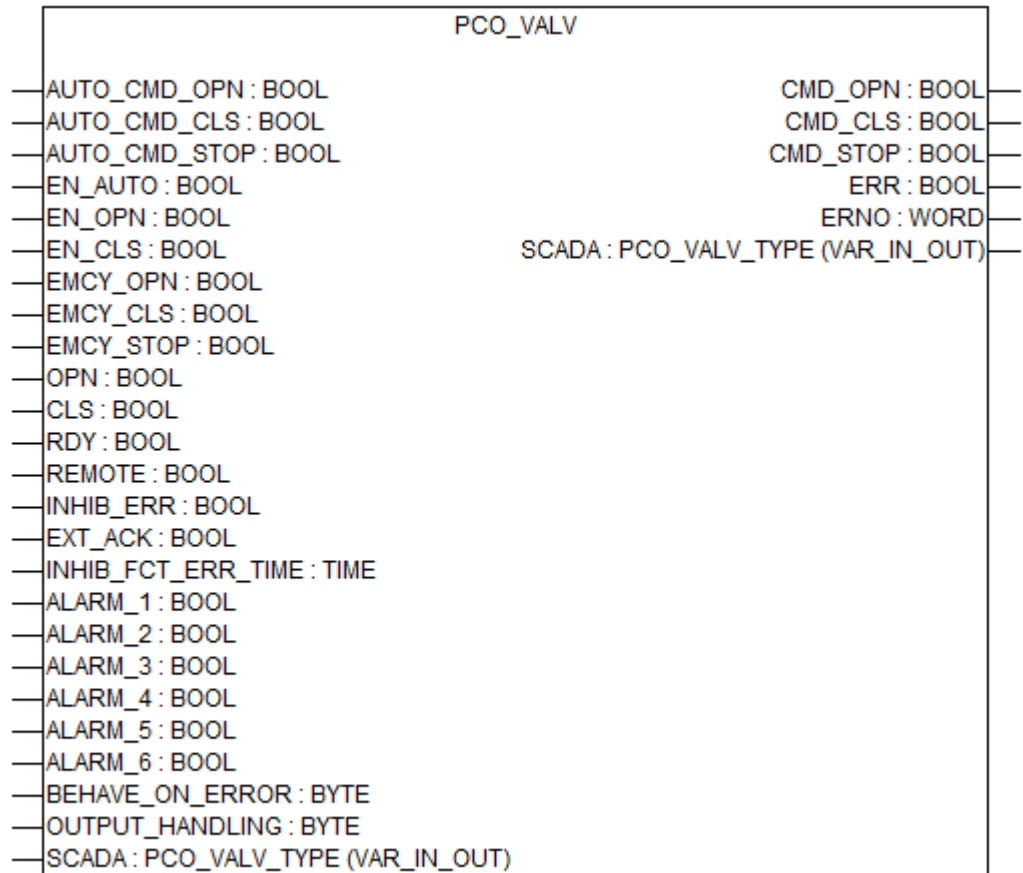 PCO_VALV
AUTO_CMD_OPN : BOOL CMD_OPN : BOOL
AUTO_CMD_CLS : BOOL CMD_CLS : BOOL
AUTO_CMD_STOP : BOOL CMD_STOP : BOOL
EN_AUTO : BOOL ERR : BOOL
EN_OPN : BOOL ERNO : WORD
EN_CLS : BOOL SCADA : PCO_VALV_TYPE (VAR_IN_OUT)
EMCY_OPN : BOOL
EMCY_CLS : BOOL
EMCY_STOP : BOOL
OPN : BOOL
CLS : BOOL
RDY : BOOL
REMOTE : BOOL
INHIB_ERR : BOOL
EXT_ACK : BOOL
INHIB_FCT_ERR_TIME : TIME
ALARM_1 : BOOL
ALARM_2 : BOOL
ALARM_3 : BOOL
ALARM_4 : BOOL
ALARM_5 : BOOL
ALARM_6 : BOOL
BEHAVE_ON_ERROR : BYTE
OUTPUT_HANDLING : BYTE
SCADA : PCO_VALV_TYPE (VAR_IN_OUT)